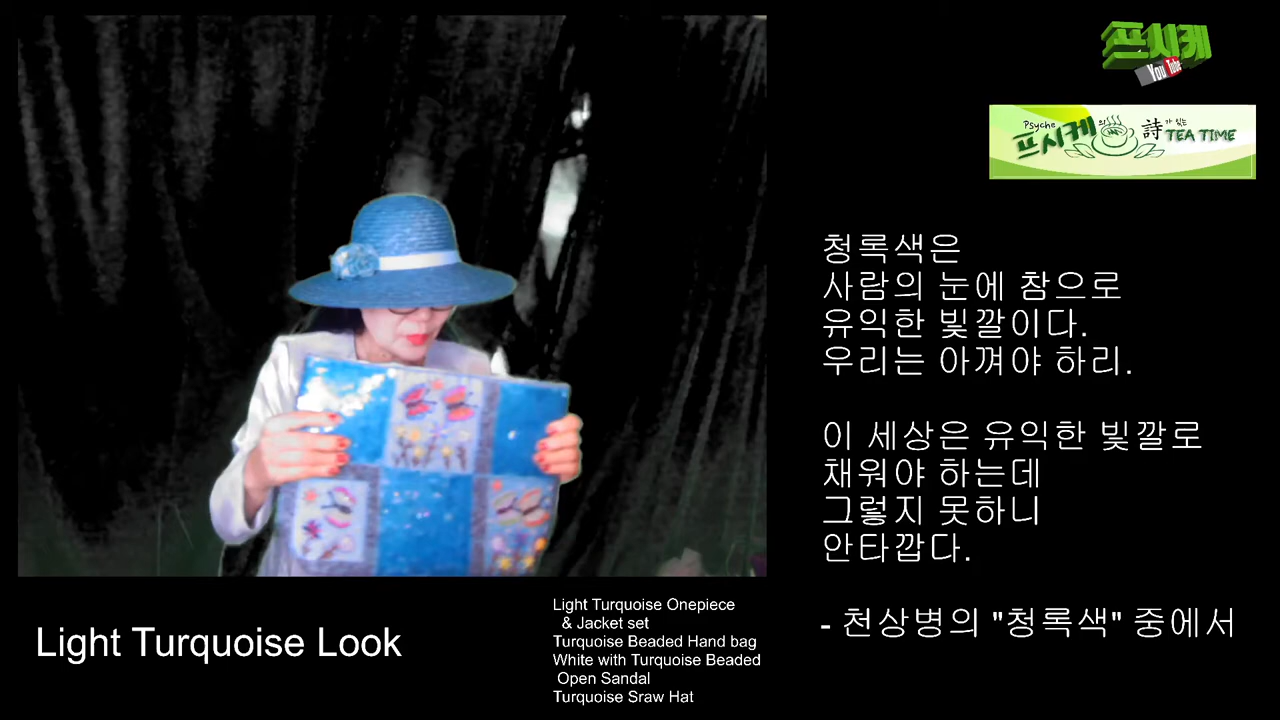 프시케
YouTube
Psyche
프시케의 詩가 있는 TEA TIME
청록색은
사람의 눈에 참으로
유익한 빛깔이다.
우리는 아껴야 하리.
이 세상은 유익한 빛깔로
채워야 하는데
그렇지 못하니
안타깝다.
- 천상병의 "청록색" 중에서
Light Turquoise Look
Light Turquoise Onepiece
& Jacket set
Turquoise Beaded Hand bag
White with Turquoise Beaded
Open Sandal
Turquoise Sraw Hat